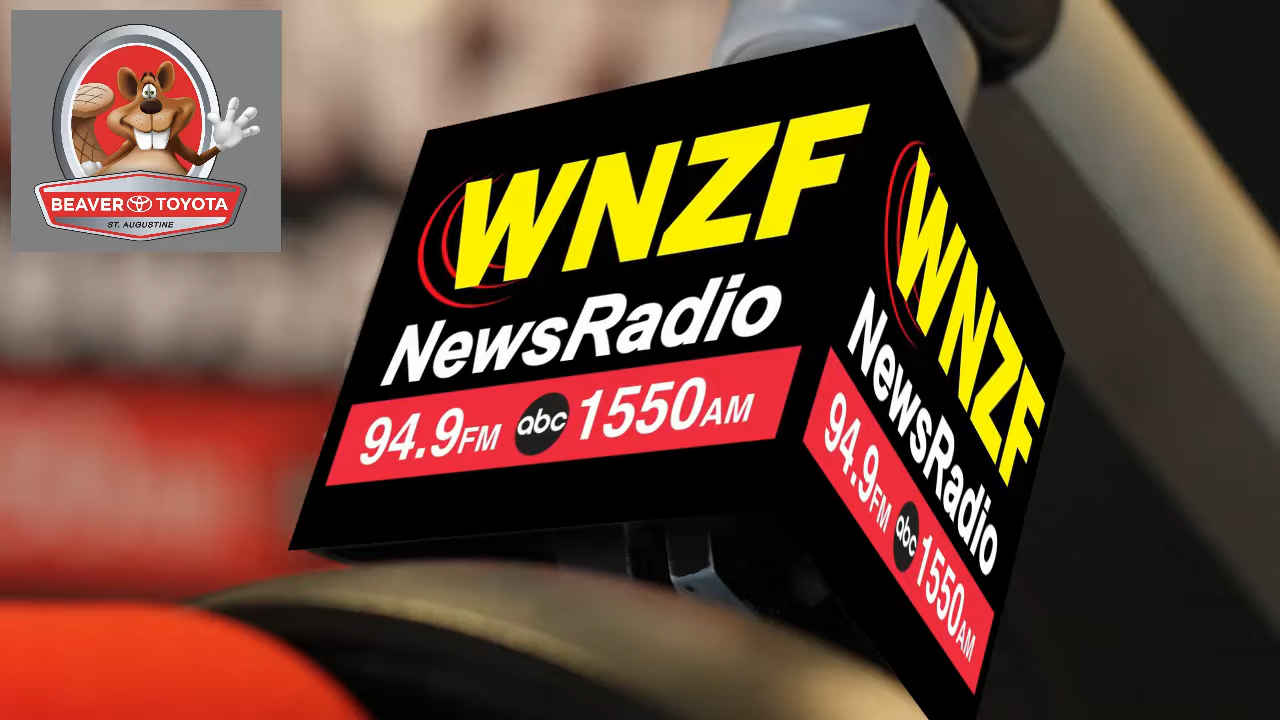 BEAVER TOYOTA
ST. AUGUSTINE
WNZF
NewsRadio
94.9FM abc 1550AM
WNZF
NewsRadio
94.9FM abc 1550AM